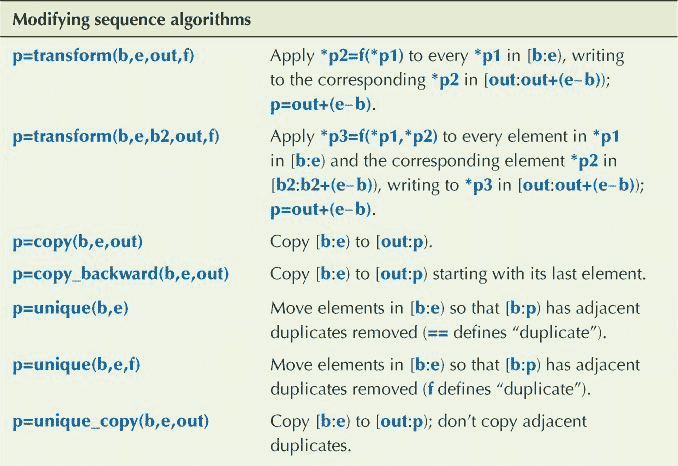 Modifying sequence algorithms
p=transform(b,e,out,f) Apply *p2=f(*p1) to every *p1 in [b:e), writing
to the corresponding *p2 in [out:out+(e–b));
p=out+(e–b).
p=transform(b,e,b2,out,f) Apply *p3=f(*p1,*p2) to every element in *p1
in [b:e) and the corresponding element *p2 in
[b2:b2+(e–b)), writing to *p3 in [out:out+(e–b));
p=out+(e–b).
p=copy(b,e,out) Copy [b:e) to [out:p).
p=copy_backward(b,e,out) Copy [b:e) to [out:p) starting with its last element.
p=unique(b,e) Move elements in [b:e) so that [b:p) has adjacent
duplicates removed (== defines “duplicate”).
p=unique(b,e,f) Move elements in [b:e) so that [b:p) has adjacent
duplicates removed (f defines “duplicate”).
p=unique_copy(b,e,out) Copy [b:e) to [out:p); don’t copy adjacent
duplicates.